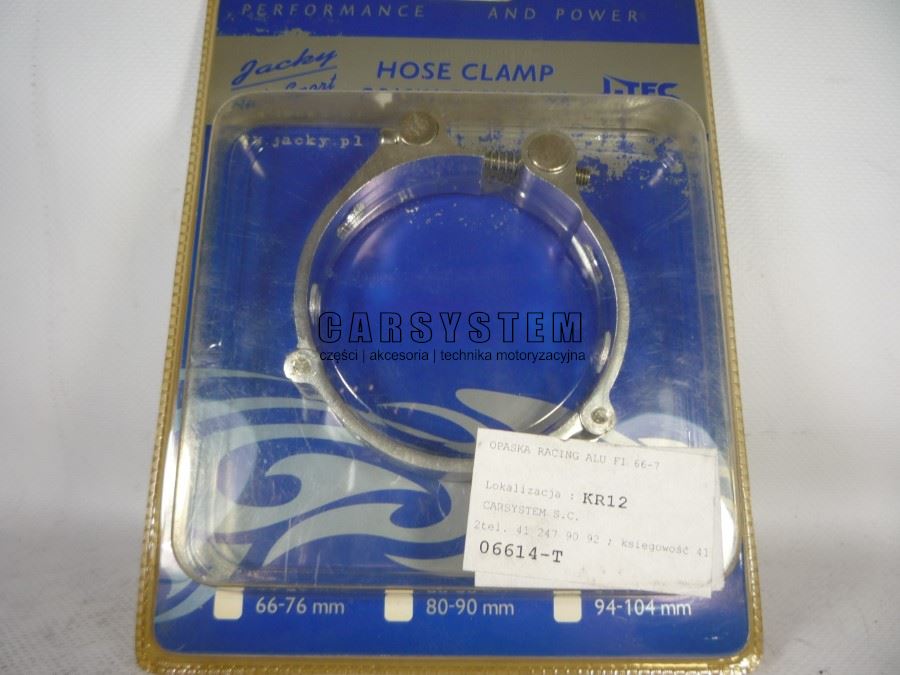 PERFORMANCE AND POWER
Jacky
HOSE CLAMP
J-TEC
.jacky.pl
CARSYSTEM
części | akcesoria | technika motoryzacyjna
OPASKA RACING ALU FI 66-7
Lokalizacja : KR12
CARSYSTEM S.C.
2tel. 41 247 90 92 ; księgowość 41
06614-T
66-76 mm
80-90 mm
94-104 mm